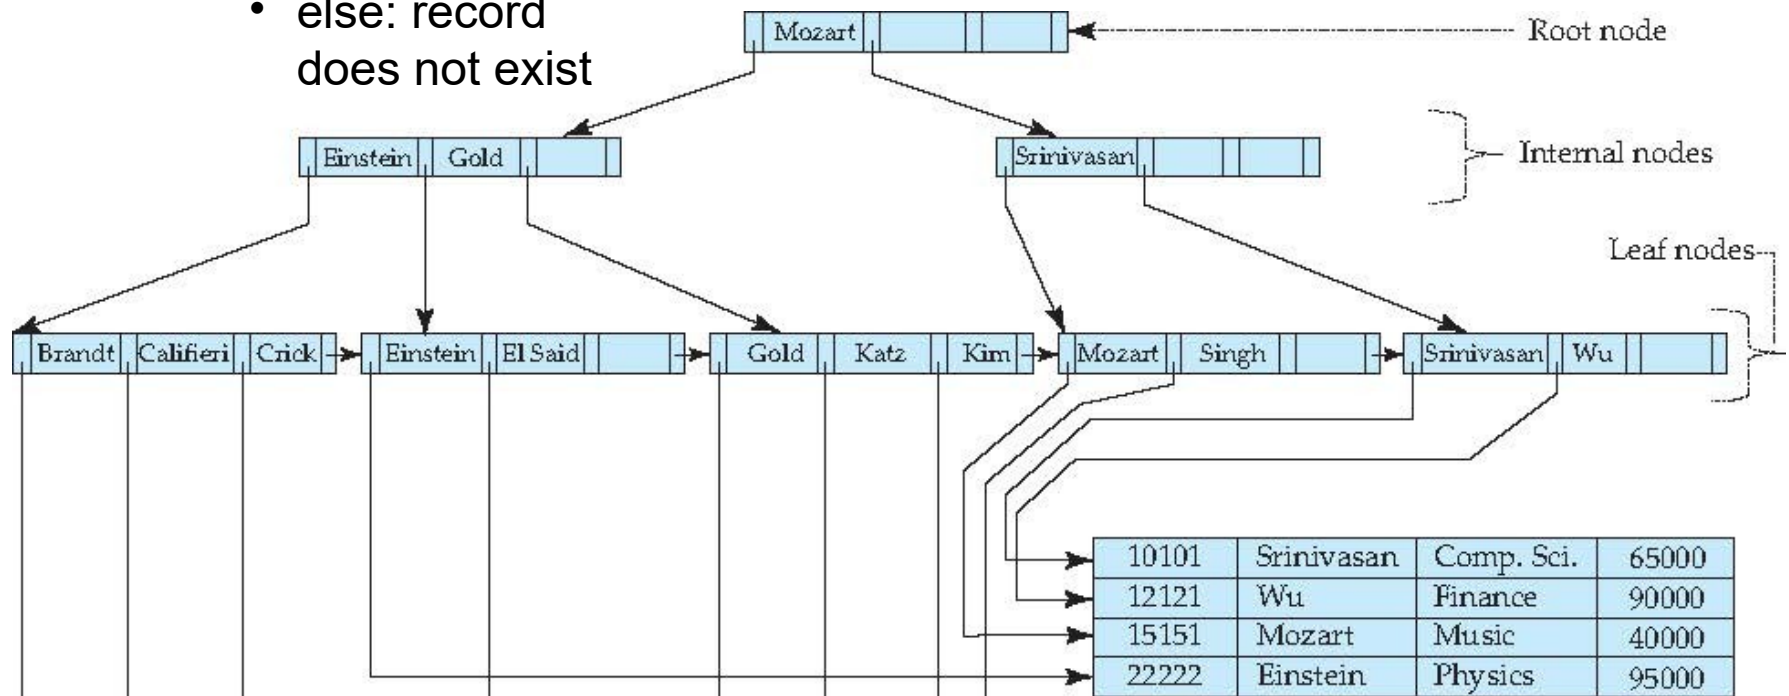 • else: record
does not exist
Mozart
Root node
Einstein Gold
Srinivasan
Internal nodes
Leaf nodes
Brandt Califieri Crick Einstein El Said Gold Katz Kim Mozart Singh Srinivasan Wu
10101 Srinivasan Comp. Sci. 65000
12121 Wu Finance 90000
15151 Mozart Music 40000
22222 Einstein Physics 95000